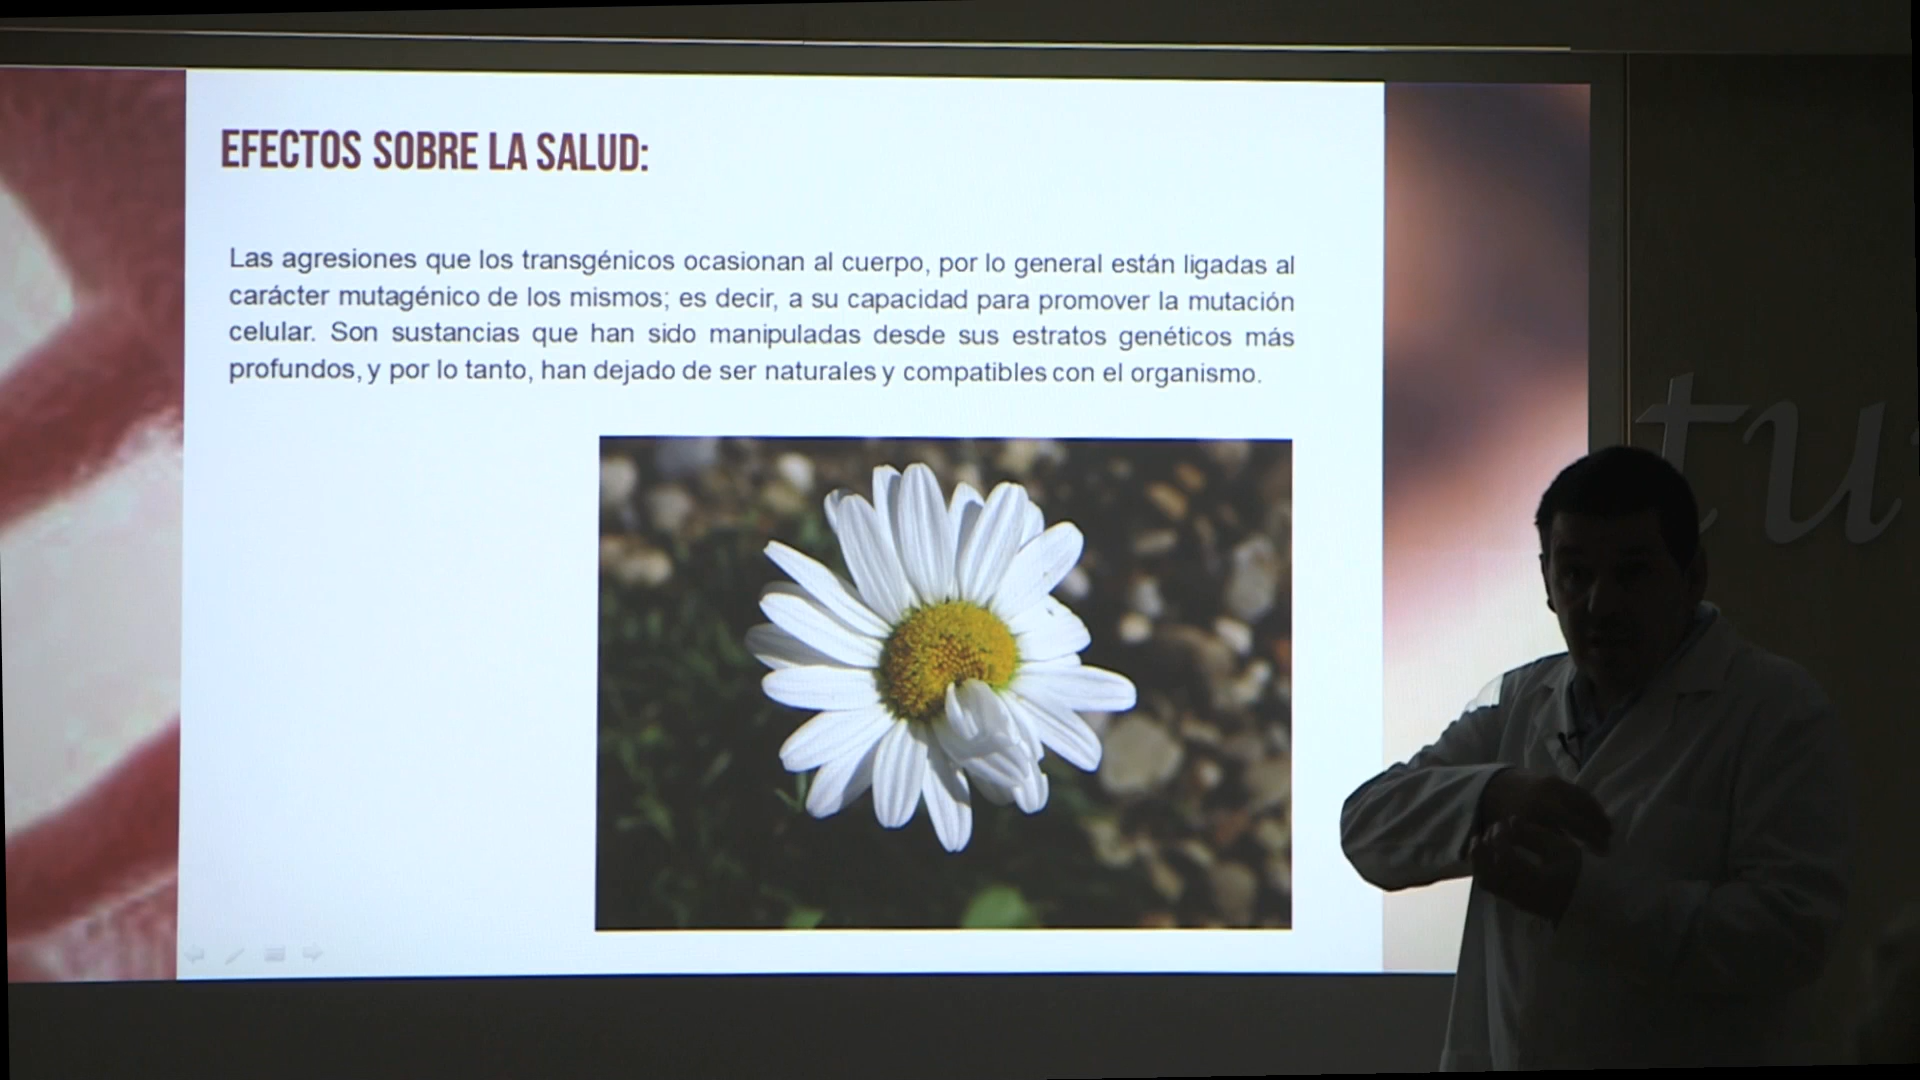 EFECTOS SOBRE LA SALUD:
Las agresiones que los transgénicos ocasionan al cuerpo, por lo general están ligadas al
carácter mutagénico de los mismos; es decir, a su capacidad para promover la mutación
celular. Son sustancias que han sido manipuladas desde sus estratos genéticos más
profundos, y por lo tanto, han dejado de ser naturales y compatibles con el organismo.